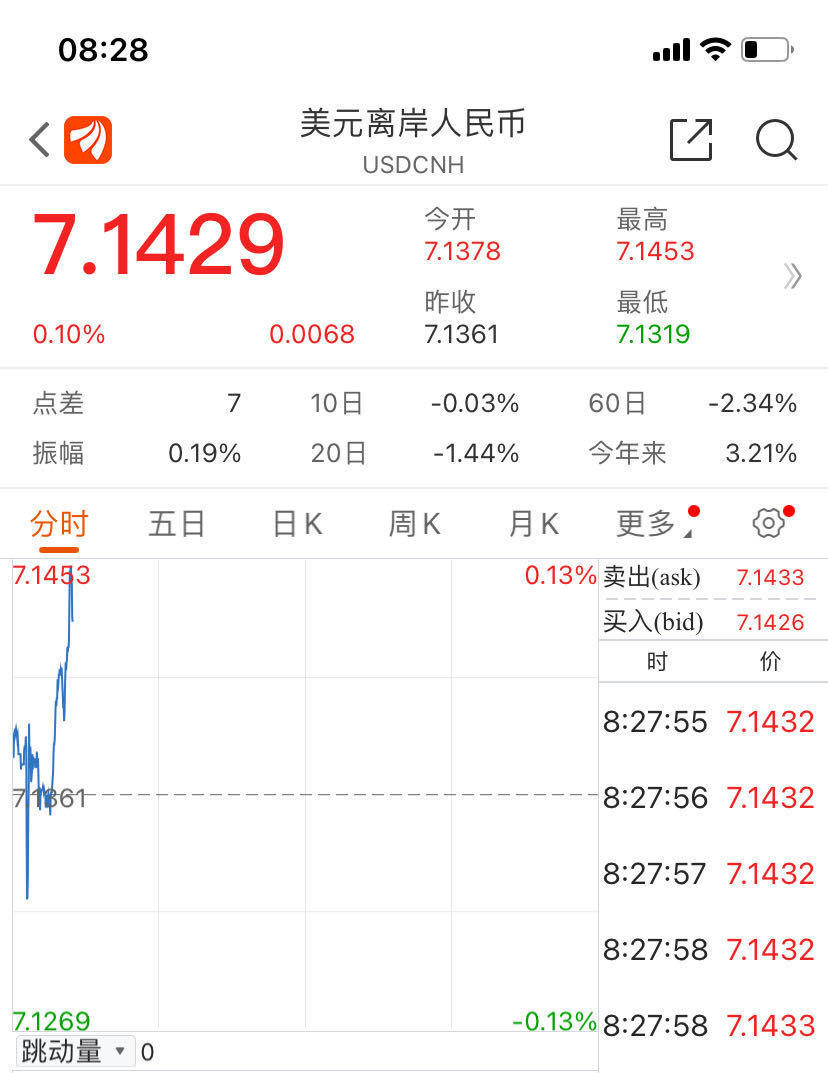 08:28
美元离岸人民币
USDCNH
7.1429
0.10% 0.0068
今开 最高
7.1378 7.1453
昨收 最低
7.1361 7.1319
点差 7 10日 -0.03% 60日 -2.34%
振幅 0.19% 20日 -1.44% 今年来 3.21%
分时 五日 日K 周K 月K 更多
7.1453 0.13%
7.1361
7.1269 -0.13%
跳动量 0
卖出(ask) 7.1433
买入(bid) 7.1426
时 价
8:27:55 7.1432
8:27:56 7.1432
8:27:57 7.1432
8:27:58 7.1432
8:27:58 7.1433